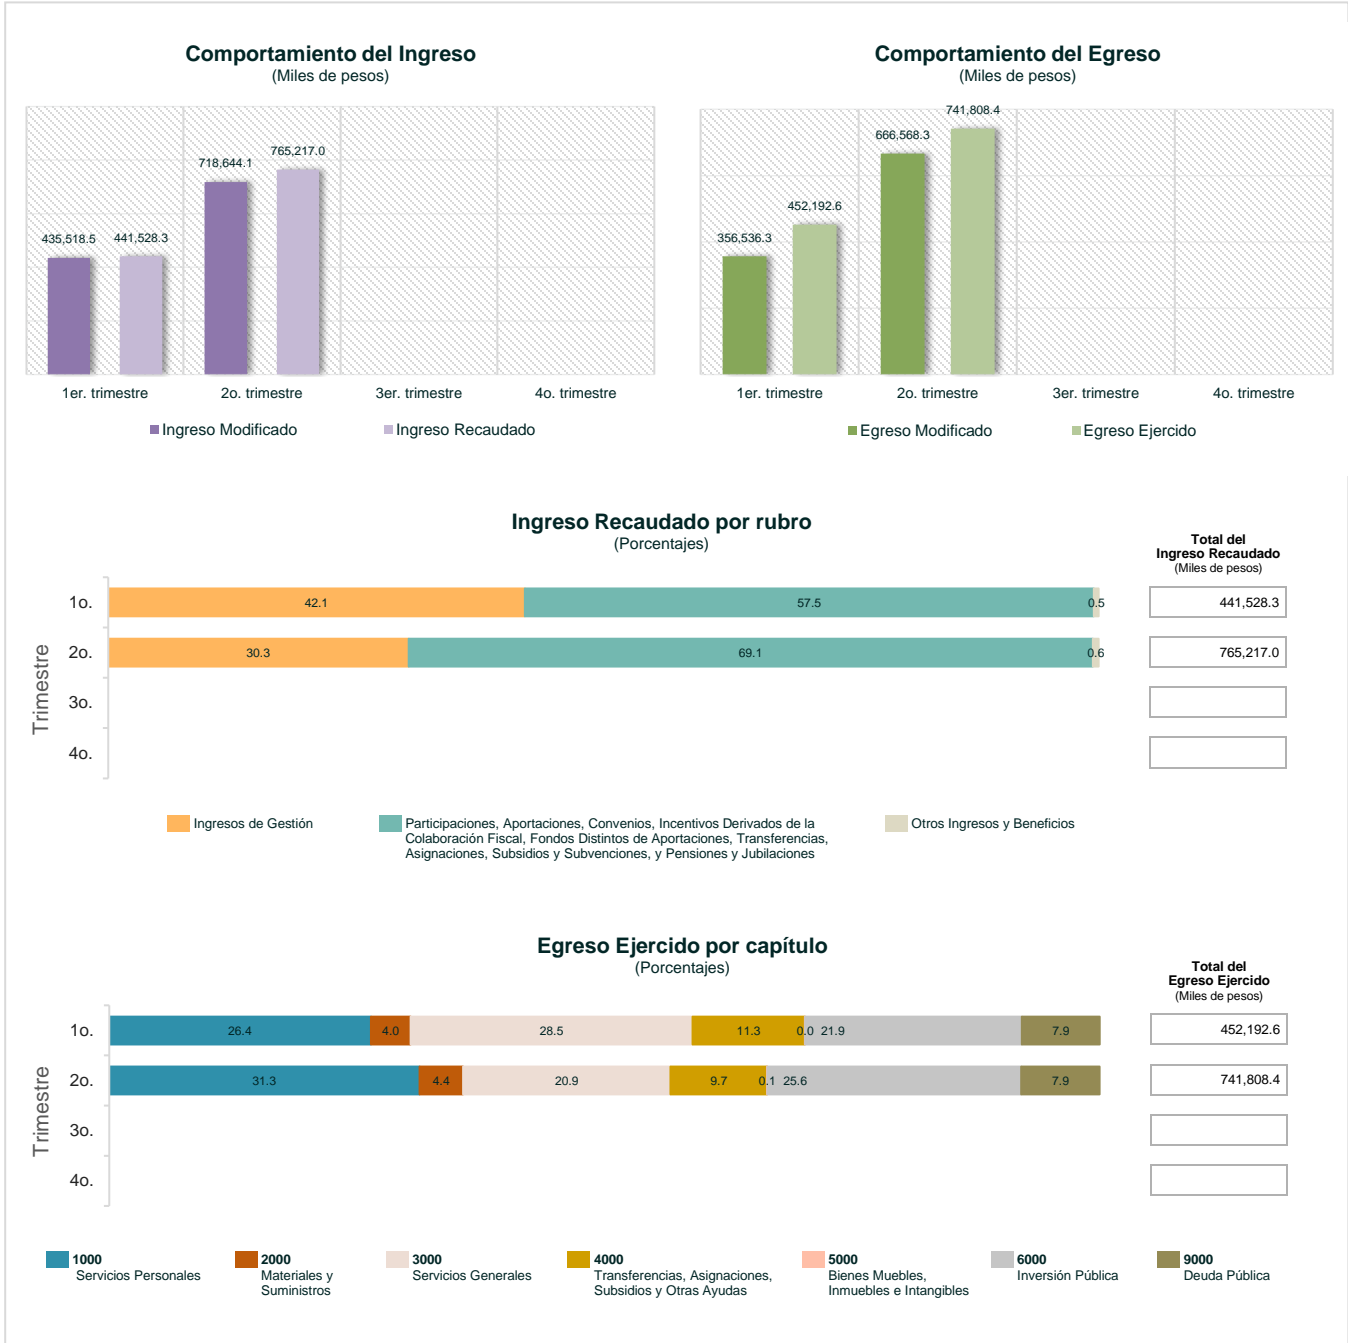 Comportamiento del Ingreso
(Miles de pesos)
435,518.5
441,528.3
718,644.1
765,217.0
1er. trimestre
2o. trimestre
3er. trimestre
4o. trimestre
Ingreso Modificado
Ingreso Recaudado
Comportamiento del Egreso
(Miles de pesos)
356,536.3
452,192.6
666,568.3
741,808.4
1er. trimestre
2o. trimestre
3er. trimestre
4o. trimestre
Egreso Modificado
Egreso Ejercido
Ingreso Recaudado por rubro
(Porcentajes)
Total del
Ingreso Recaudado
(Miles de pesos)
Trimestre
1o.
42.1
57.5
0.5
441,528.3
2o.
30.3
69.1
0.6
765,217.0
3o.
4o.
Ingresos de Gestión
Participaciones, Aportaciones, Convenios, Incentivos Derivados de la
Colaboración Fiscal, Fondos Distintos de Aportaciones, Transferencias,
Asignaciones, Subsidios y Subvenciones, y Pensiones y Jubilaciones
Otros Ingresos y Beneficios
Egreso Ejercido por capítulo
(Porcentajes)
Total del
Egreso Ejercido
(Miles de pesos)
Trimestre
1o.
26.4
4.0
28.5
11.3
0.0
21.9
7.9
452,192.6
2o.
31.3
4.4
20.9
9.7
0.1
25.6
7.9
741,808.4
3o.
4o.
1000
Servicios Personales
2000
Materiales y
Suministros
3000
Servicios Generales
4000
Transferencias, Asignaciones,
Subsidios y Otras Ayudas
5000
Bienes Muebles,
Inmuebles e Intangibles
6000
Inversión Pública
9000
Deuda Pública